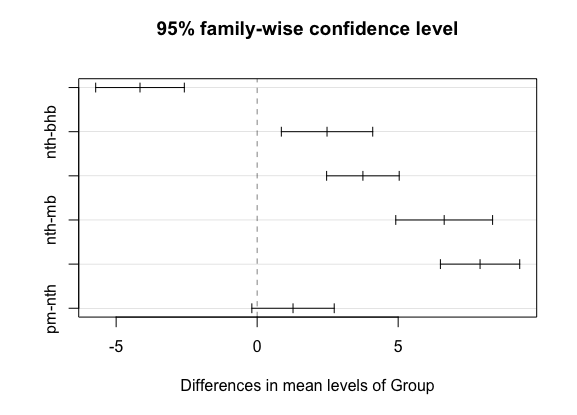 95% family-wise confidence level
nth-bhb
nth-mb
pm-nth
-5 0 5
Differences in mean levels of Group